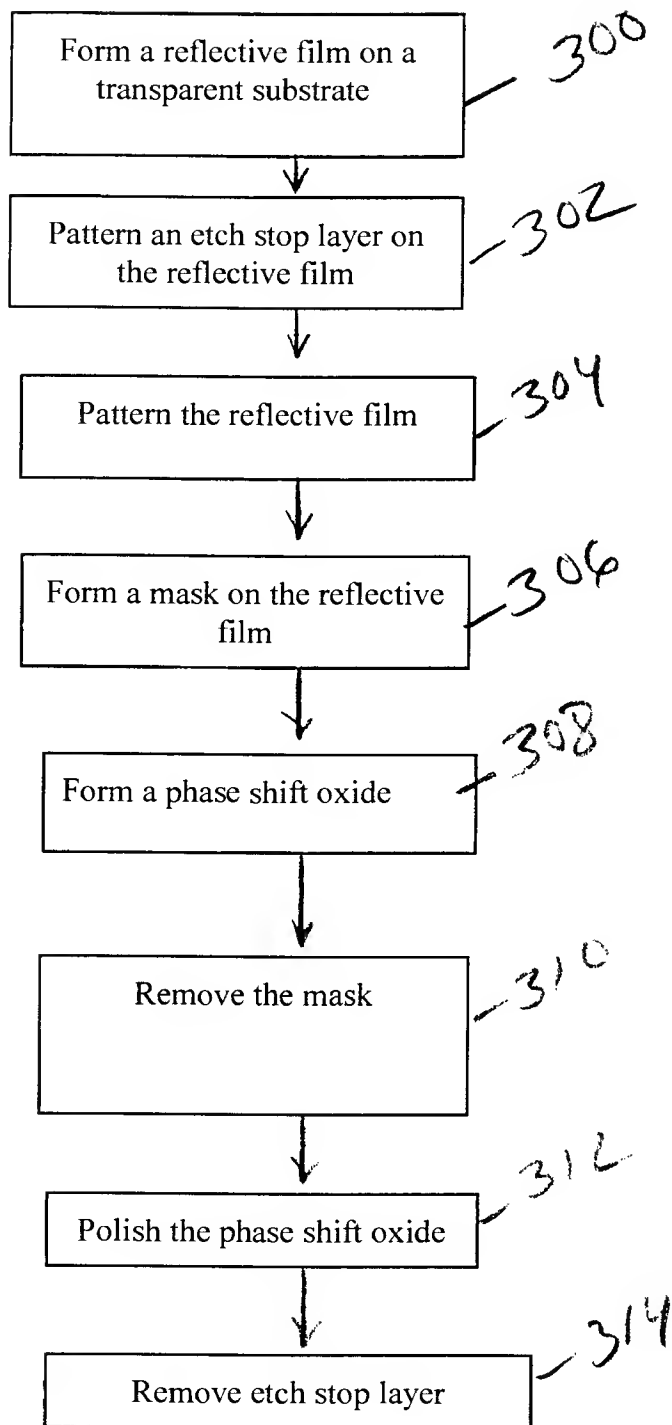 Form a reflective film on a
transparent substrate
300
Pattern an etch stop layer on
the reflective film
302
Pattern the reflective film
304
Form a mask on the reflective
film
306
Form a phase shift oxide
308
Remove the mask
310
Polish the phase shift oxide
312
Remove etch stop layer
314